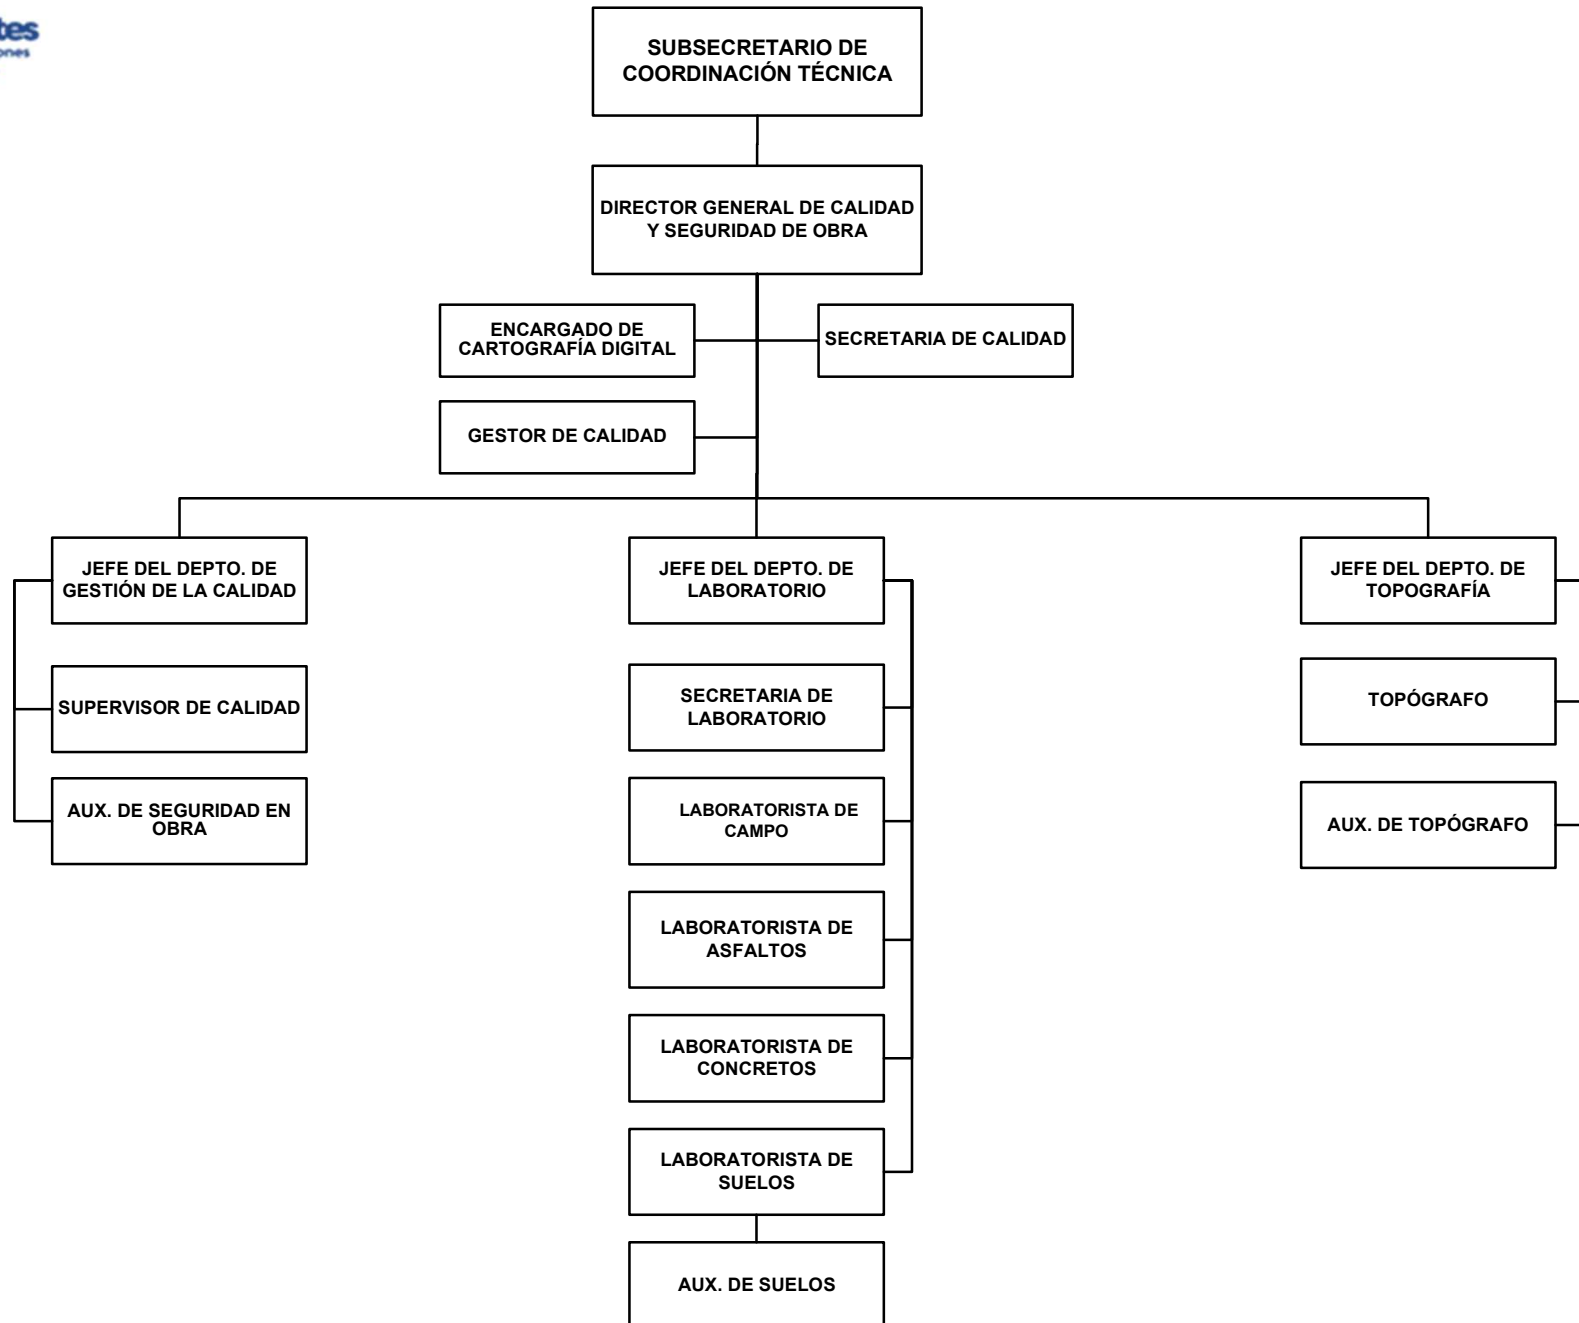 SUBSECRETARIO DE
COORDINACIÓN TÉCNICA
DIRECTOR GENERAL DE CALIDAD
Y SEGURIDAD DE OBRA
ENCARGADO DE
CARTOGRAFÍA DIGITAL
SECRETARIA DE CALIDAD
GESTOR DE CALIDAD
JEFE DEL DEPTO. DE
GESTIÓN DE LA CALIDAD
SUPERVISOR DE CALIDAD
AUX. DE SEGURIDAD EN
OBRA
JEFE DEL DEPTO. DE
LABORATORIO
SECRETARIA DE
LABORATORIO
LABORATORISTA DE
CAMPO
LABORATORISTA DE
ASFALTOS
LABORATORISTA DE
CONCRETOS
LABORATORISTA DE
SUELOS
AUX. DE SUELOS
JEFE DEL DEPTO. DE
TOPOGRAFÍA
TOPÓGRAFO
AUX. DE TOPÓGRAFO